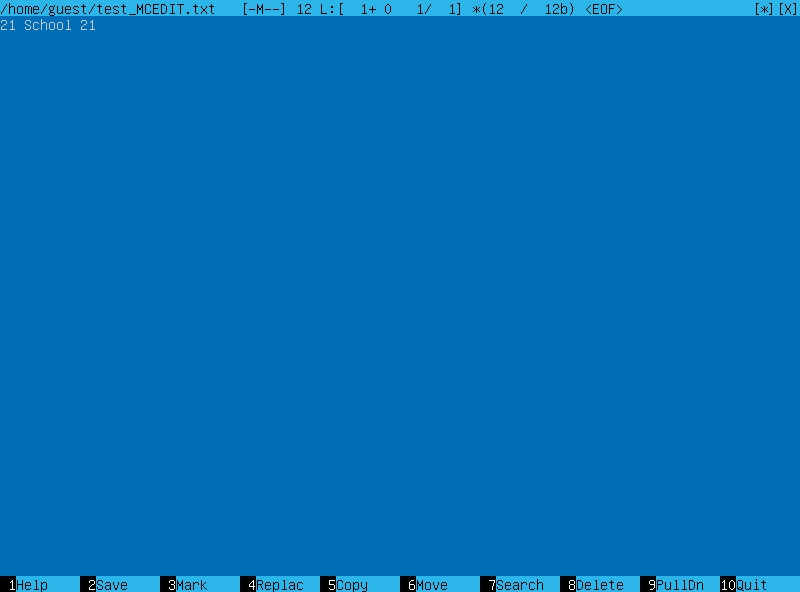 /home/guest/test_MCEDIT.txt   [-M--] 12 L:[  1+ 0   1/  1] *(12  /  12b) <EOF>                 [*][X]
21 School 21
1Help 2Save 3Mark 4Replac 5Copy 6Move 7Search 8Delete 9PullDn 10Quit